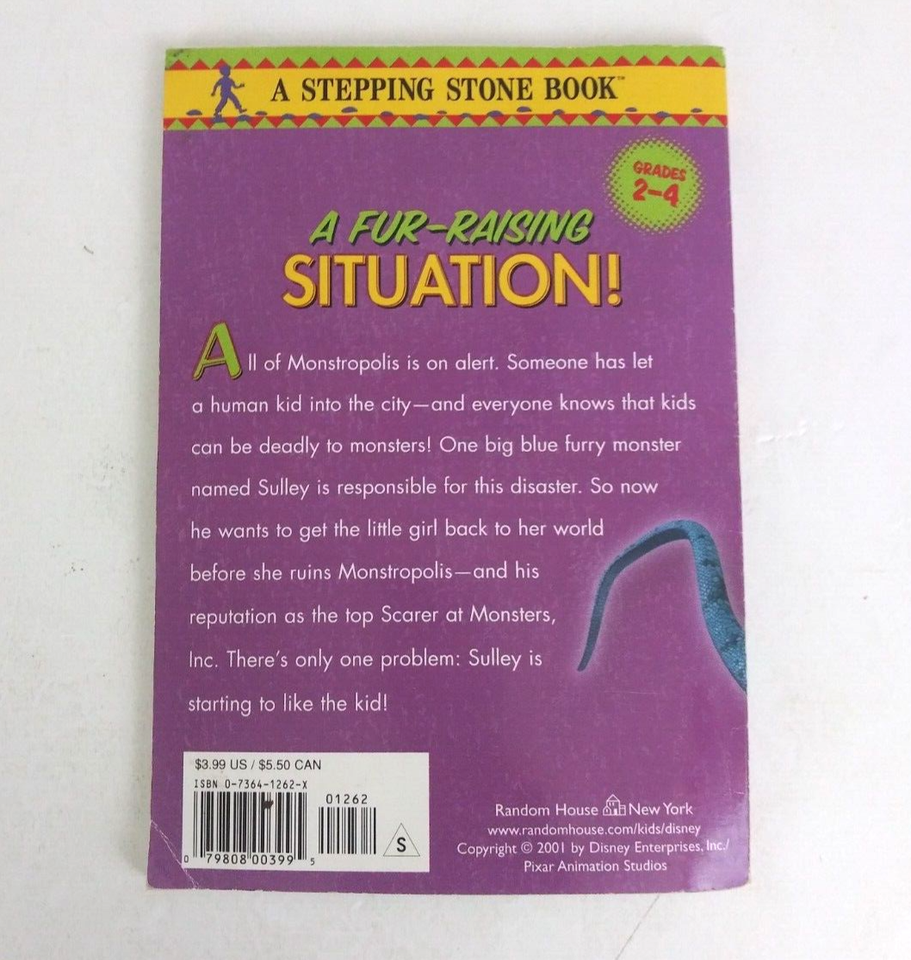 A STEPPING STONE BOOK™
GRADES
2–4
A FUR-RAISING
SITUATION!
All of Monstropolis is on alert. Someone has let
a human kid into the city—and everyone knows that kids
can be deadly to monsters! One big blue furry monster
named Sulley is responsible for this disaster. So now
he wants to get the little girl back to her world
before she ruins Monstropolis—and his
reputation as the top Scarer at Monsters,
Inc. There's only one problem: Sulley is
starting to like the kid!
$3.99 US / $5.50 CAN
ISBN 0-7364-1262-X
01262
0 79808 00399 5
S
Random House New York
www.randomhouse.com/kids/disney
Copyright © 2001 by Disney Enterprises, Inc./
Pixar Animation Studios